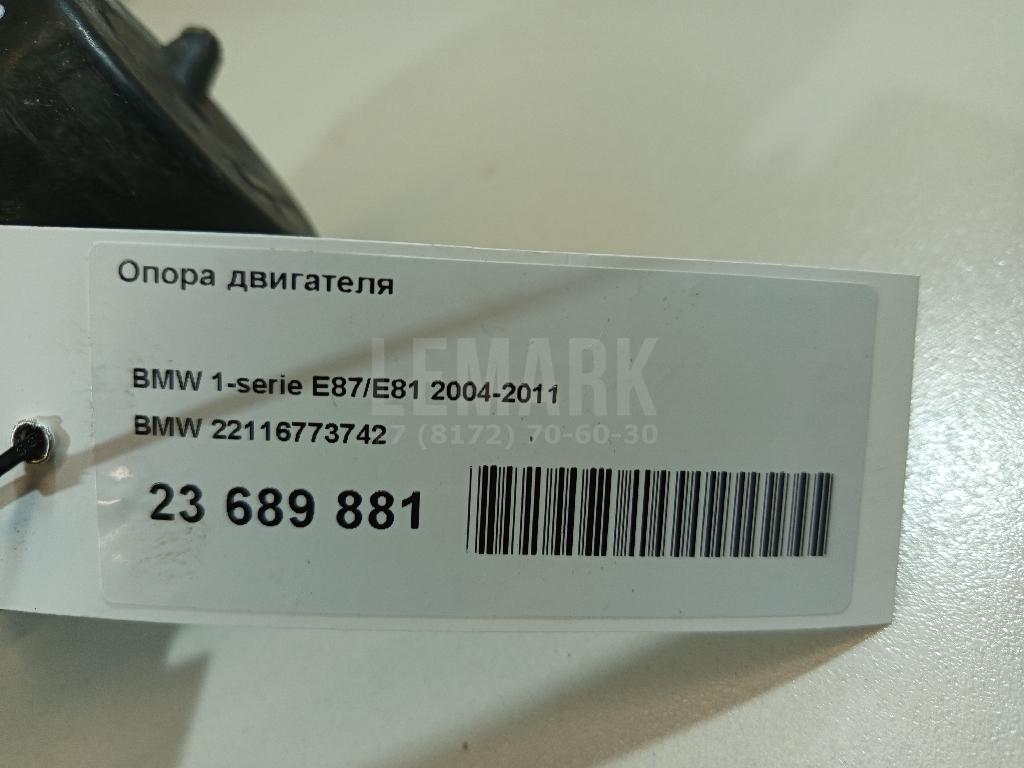 Опора двигателя
LEMARK
BMW 1-serie E87/E81 2004-2011
BMW 22116773742
7 (8172) 70-60-30
23 689 881